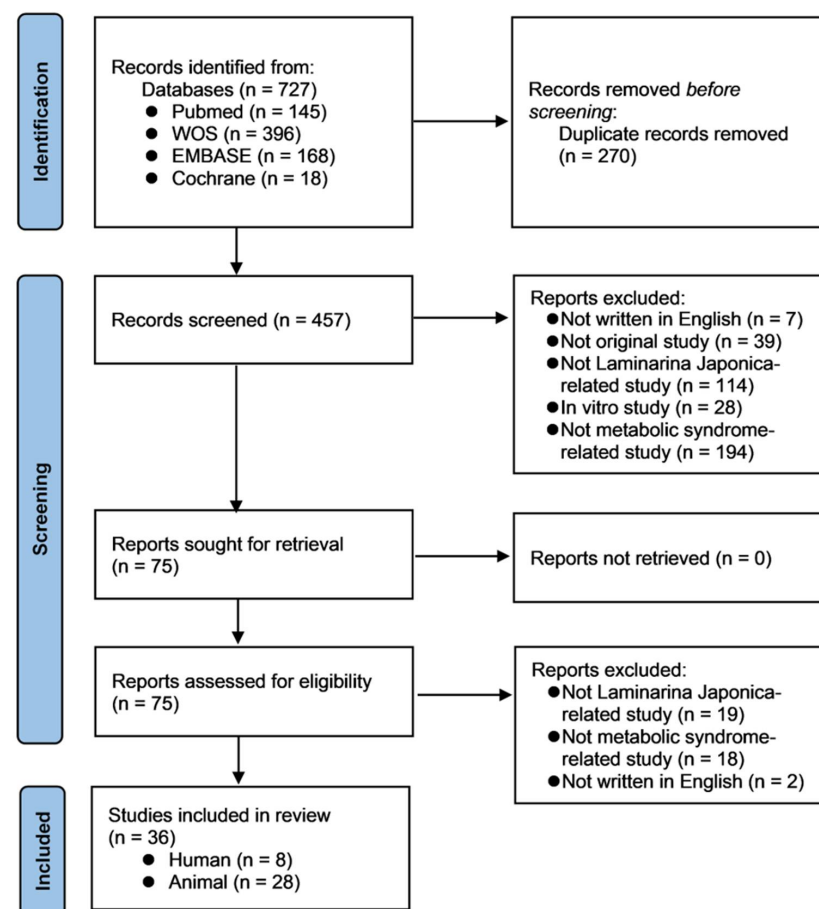 Identification
Records identified from:
Databases (n = 727)
● Pubmed = 145)
● WOS = 396)
● EMBASE (n = 168)
● Cochrane (n = 18)
Records removed before
screening:
Duplicate records removed
(n = 270)
Screening
Records screened (n = 457)
Reports excluded:
●Not written in English (n = 7)
●Not original study (n = 39)
●Not Laminarina Japonica-
related study (n = 114)
●In vitro study (n = 28)
●Not metabolic syndrome-
related study (n = 194)
Reports sought for retrieval
(n = 75)
Reports not retrieved (n = 0)
Reports assessed for eligibility
(n = 75)
Reports excluded:
●Not Laminarina Japonica-
related study (n = 19)
●Not metabolic syndrome-
related study (n = 18)
●Not written in English (n = 2)
Included
Studies included in review
(n = 36)
● Human (n = 8)
● Animal (n = 28)